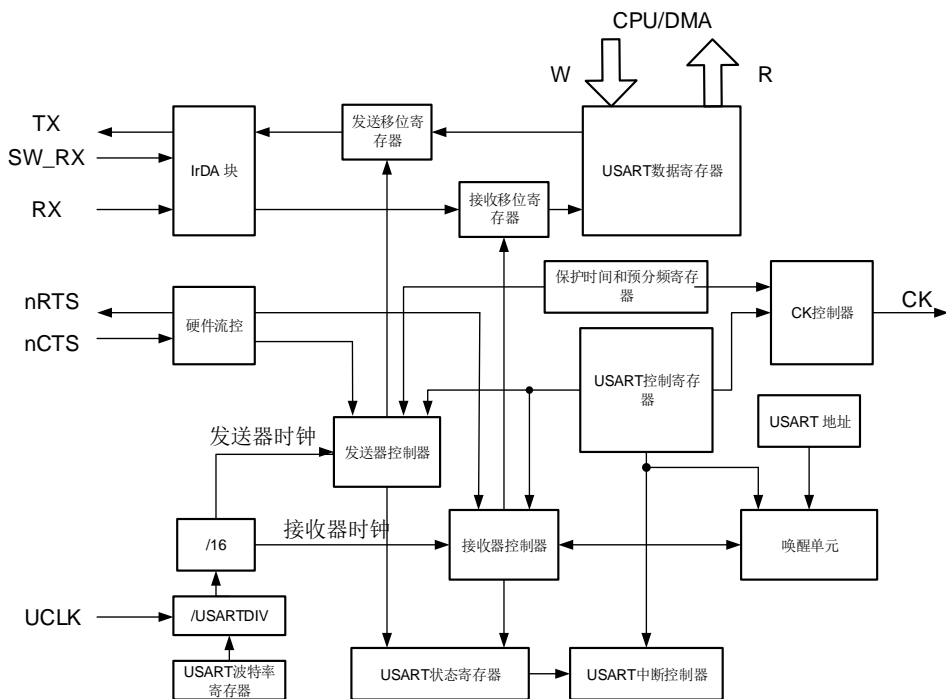 CPU/DMA
W
R
TX
SW_RX
RX
IrDA 块
发送移位寄
存器
接收移位寄
存器
USART数据寄存器
nRTS
nCTS
硬件流控
保护时间和预分频寄存
器
CK控制器
CK
USART控制寄存
器
USART 地址
发送器时钟
发送器控制器
接收器时钟
/16
接收器控制器
唤醒单元
UCLK
/USARTDIV
USART波特率
寄存器
USART状态寄存器
USART中断控制器